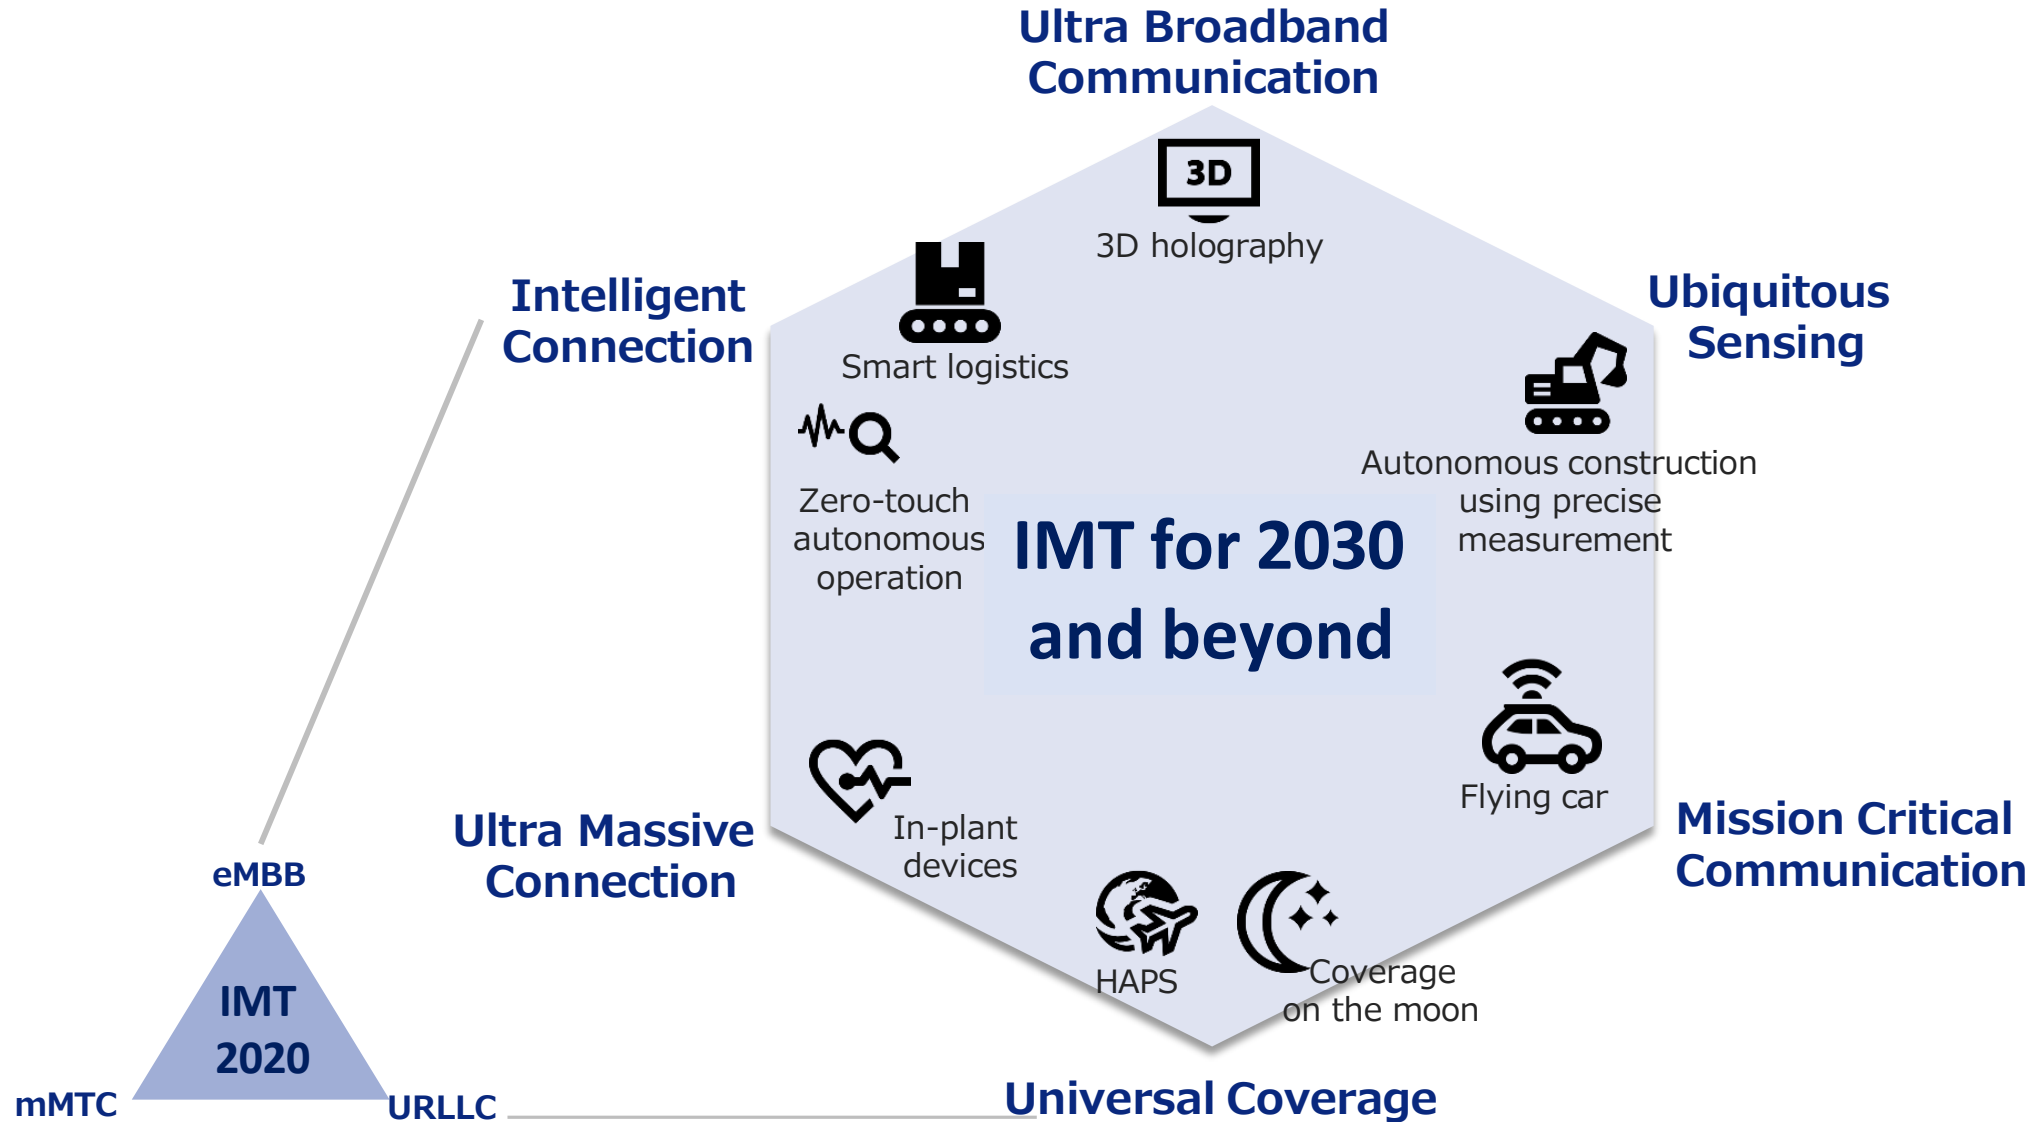 Ultra Broadband
Communication
3D
3D holography
Intelligent
Connection
Smart logistics
Ubiquitous
Sensing
Autonomous construction
using precise
measurement
Zero-touch
autonomous
operation
IMT for 2030
and beyond
Flying car
In-plant
devices
Ultra Massive
Connection
Mission Critical
Communication
HAPS
Coverage
on the moon
Universal Coverage
eMBB
IMT
2020
mMTC
URLLC